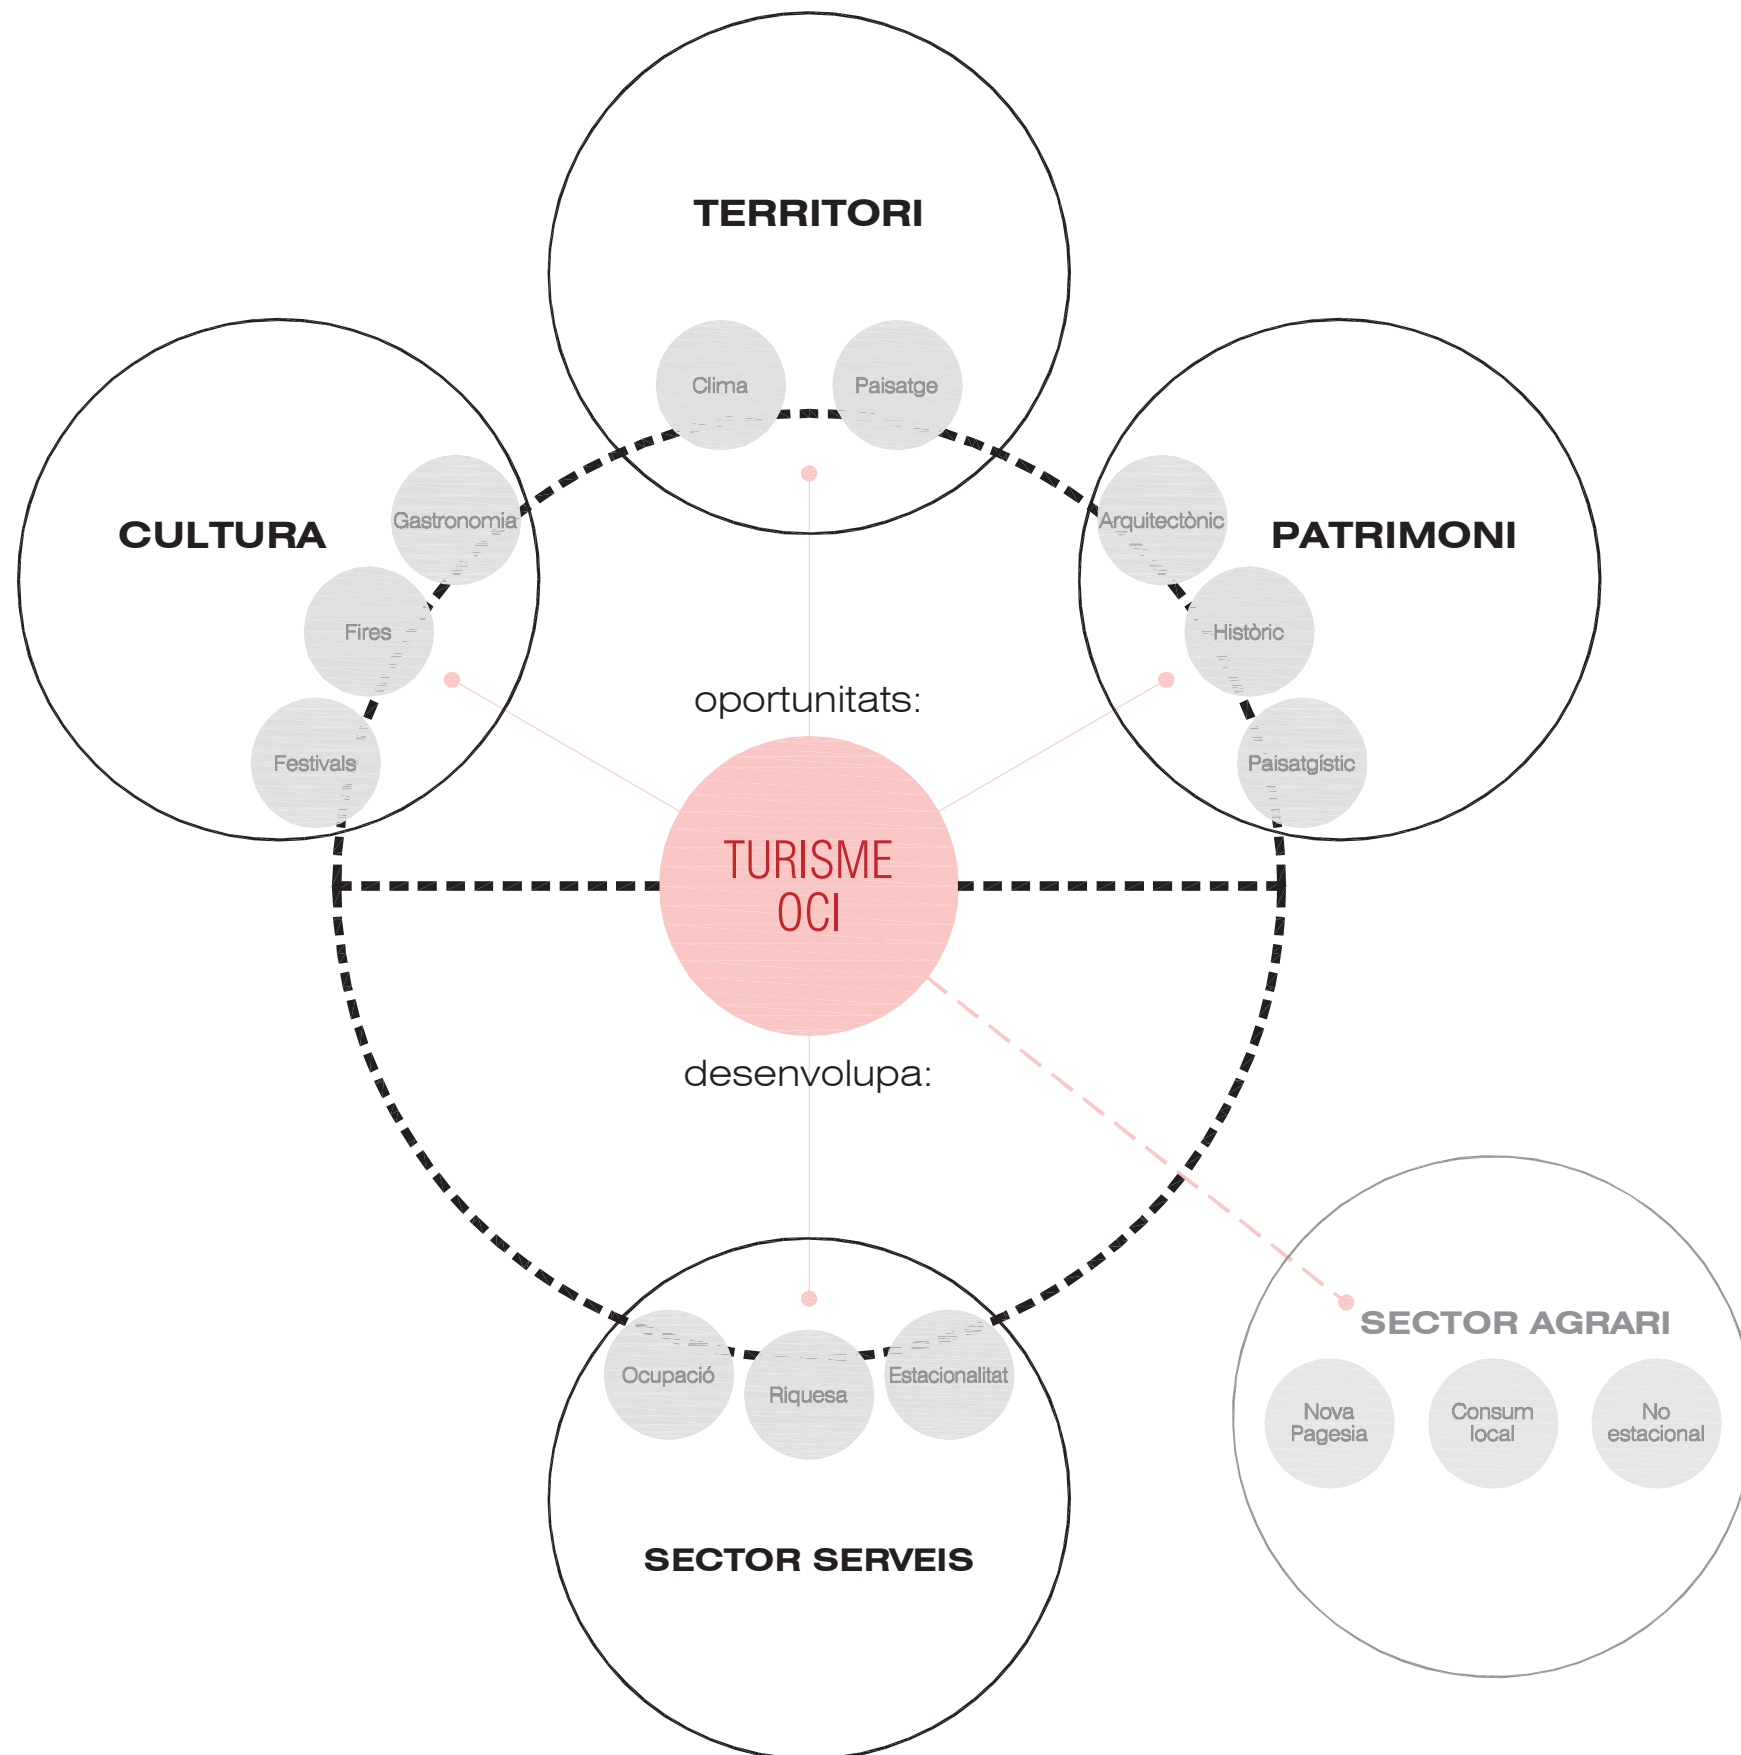 TERRITORI
Clima
Paisatge
CULTURA
Gastronomia
Fires
Festivals
PATRIMONI
Arquitectònic
Històric
Paisatgístic
oportunitats:
TURISME
OCI
desenvolupa:
Ocupació
Riquesa
Estacionalitat
SECTOR SERVEIS
SECTOR AGRARI
Nova
Pagesia
Consum
local
No
estacional